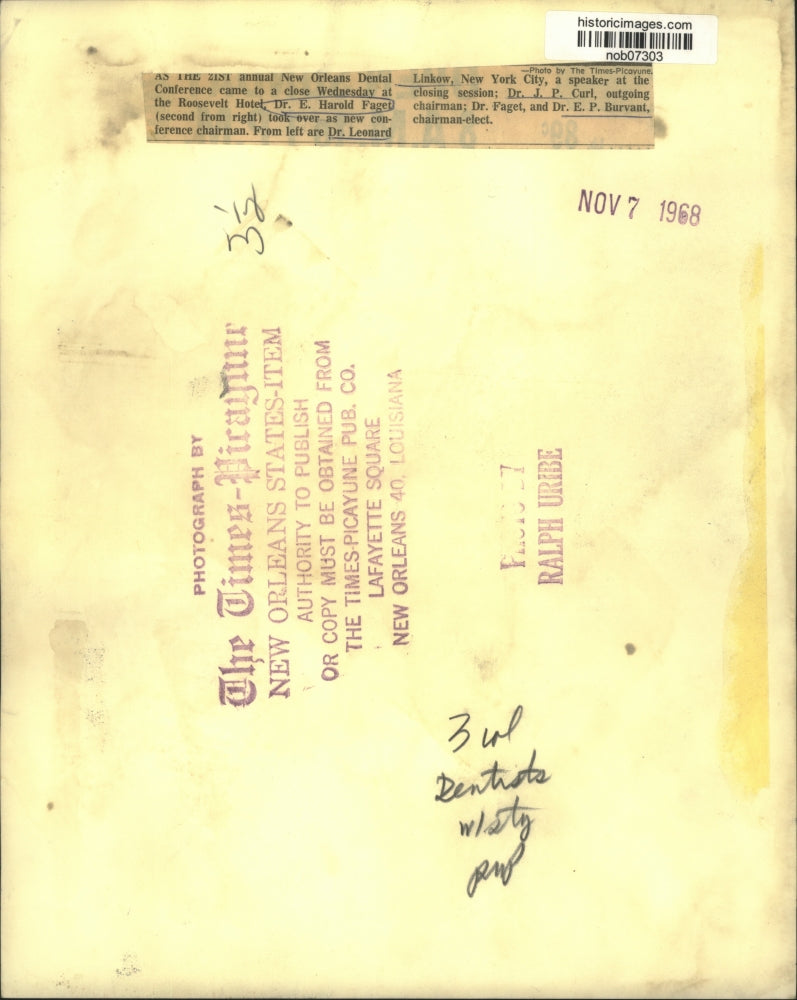 historicimages.com
nob07303
—Photo by The Times-Picayune.
AS THE 21ST annual New Orleans Dental
Conference came to a close Wednesday at
the Roosevelt Hotel, Dr. E. Harold Faget
(second from right) took over as new con-
ference chairman. From left are Dr. Leonard
Linkow, New York City, a speaker at the
closing session; Dr. J. P. Curl, outgoing
chairman; Dr. Faget, and Dr. E. P. Burvant,
chairman-elect.
NOV 7 1968
3½
PHOTOGRAPH BY
The Times-Picayune
NEW ORLEANS STATES-ITEM
AUTHORITY TO PUBLISH
OR COPY MUST BE OBTAINED FROM
THE TIMES-PICAYUNE PUB. CO.
LAFAYETTE SQUARE
NEW ORLEANS 40, LOUISIANA
RALPH URIBE
3 col
Dentists
w/sty